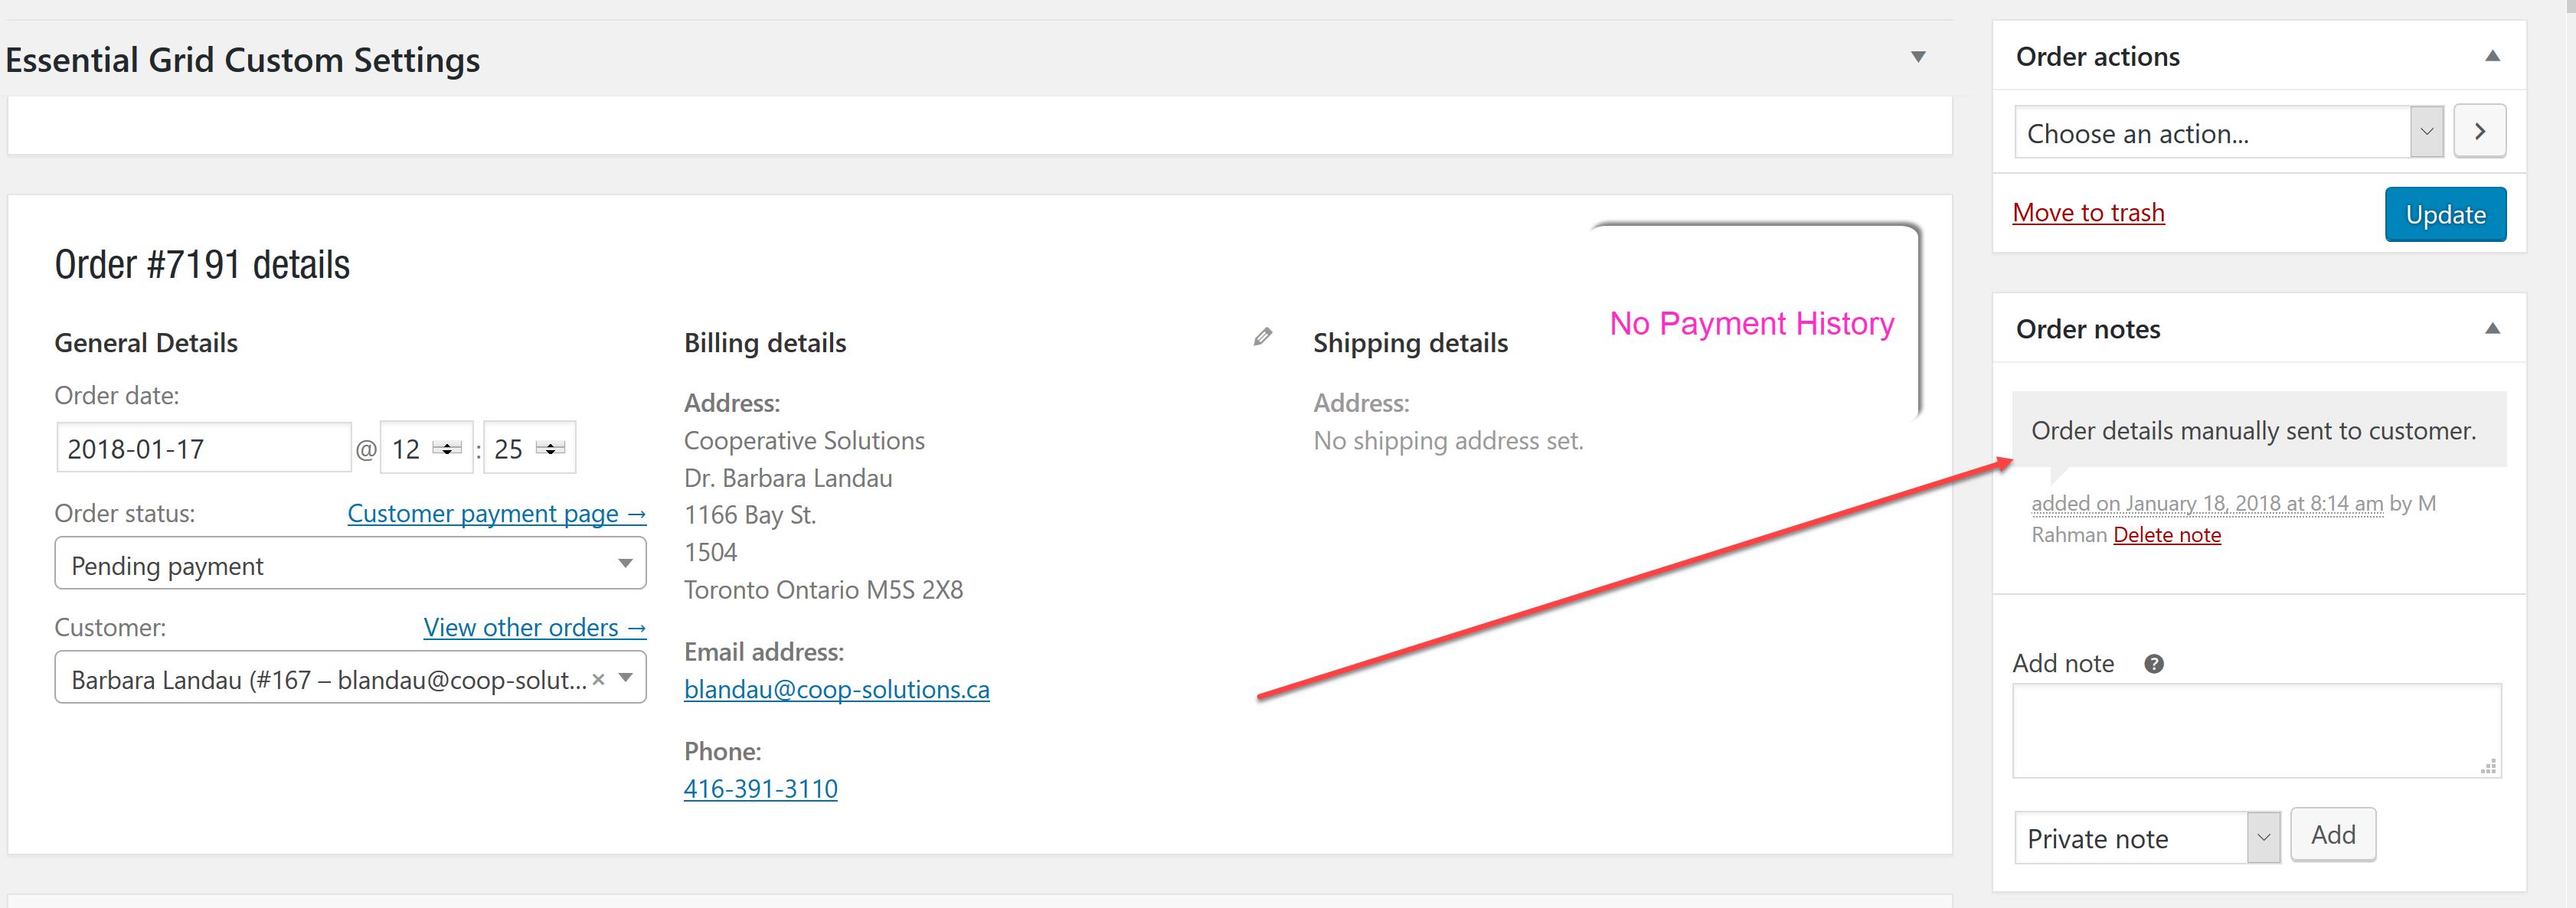 Essential Grid Custom Settings
Order #7191 details
General Details
Order date:
2018-01-17 @ 12 : 25
Order status: Customer payment page →
Pending payment
Customer: View other orders →
Barbara Landau (#167 – blandau@coop-solut... ×
Billing details
Address:
Cooperative Solutions
Dr. Barbara Landau
1166 Bay St.
1504
Toronto Ontario M5S 2X8
Email address:
blandau@coop-solutions.ca
Phone:
416-391-3110
Shipping details
Address:
No shipping address set.
No Payment History
Order actions
Choose an action...
Move to trash Update
Order notes
Order details manually sent to customer.
added on January 18, 2018 at 8:14 am by M
Rahman Delete note
Add note ?
Private note Add